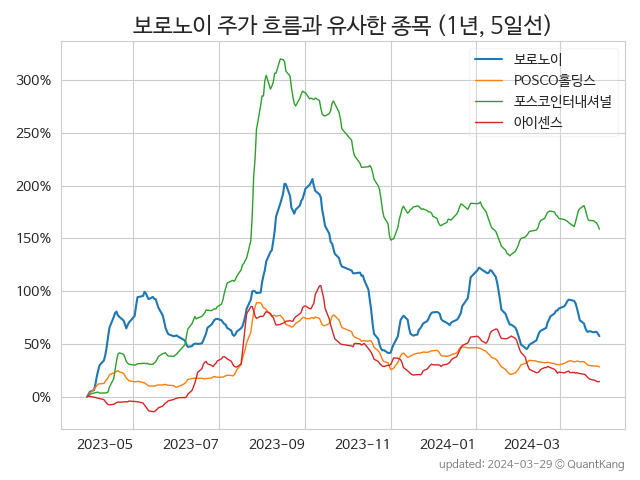 보로노이 주가 흐름과 유사한 종목 (1년, 5일선)
보로노이
POSCO홀딩스
포스코인터내셔널
아이센스
300%
250%
200%
150%
100%
50%
0%
2023-05
2023-07
2023-09
2023-11
2024-01
2024-03
updated: 2024-03-29 © QuantKang